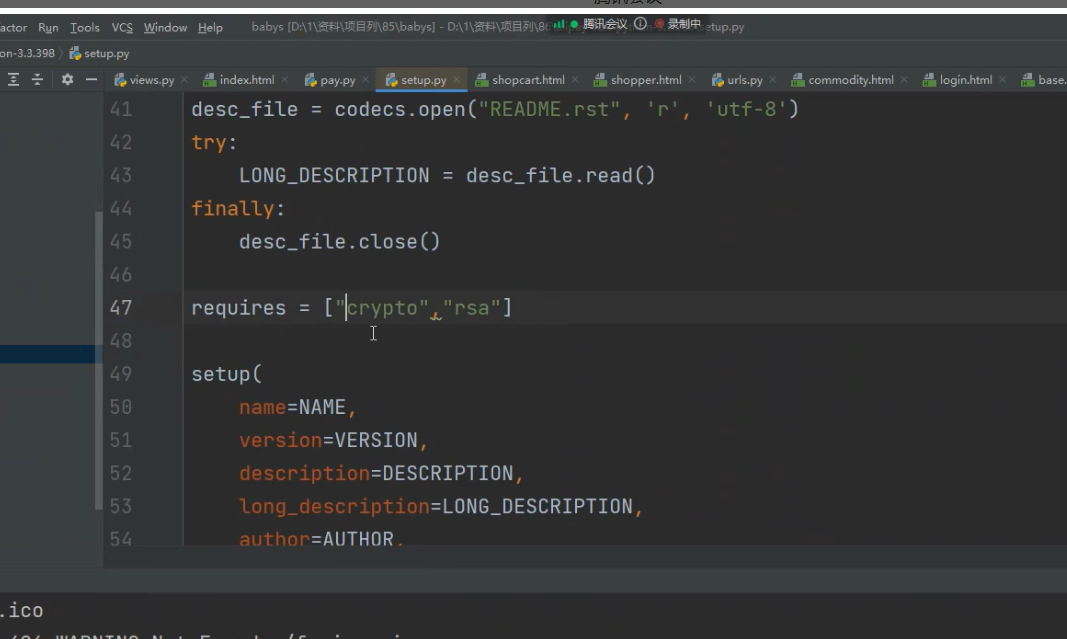 腾讯会议
actor Run Tools VCS Window Help babys [D:\1\资料\项目列\85\babys] - D:\1\资料\项目列\8 腾讯会议 录制中 setup.py
on-3.3.398 setup.py
views.py index.html pay.py setup.py shopcart.html shopper.html urls.py commodity.html login.html base.
41 desc_file = codecs.open("README.rst", 'r', 'utf-8')
42 try:
43 LONG_DESCRIPTION = desc_file.read()
44 finally:
45 desc_file.close()
46
47 requires = ["crypto","rsa"]
48
49 setup(
50 name=NAME,
51 version=VERSION,
52 description=DESCRIPTION,
53 long_description=LONG_DESCRIPTION,
54 author=AUTHOR,
.ico